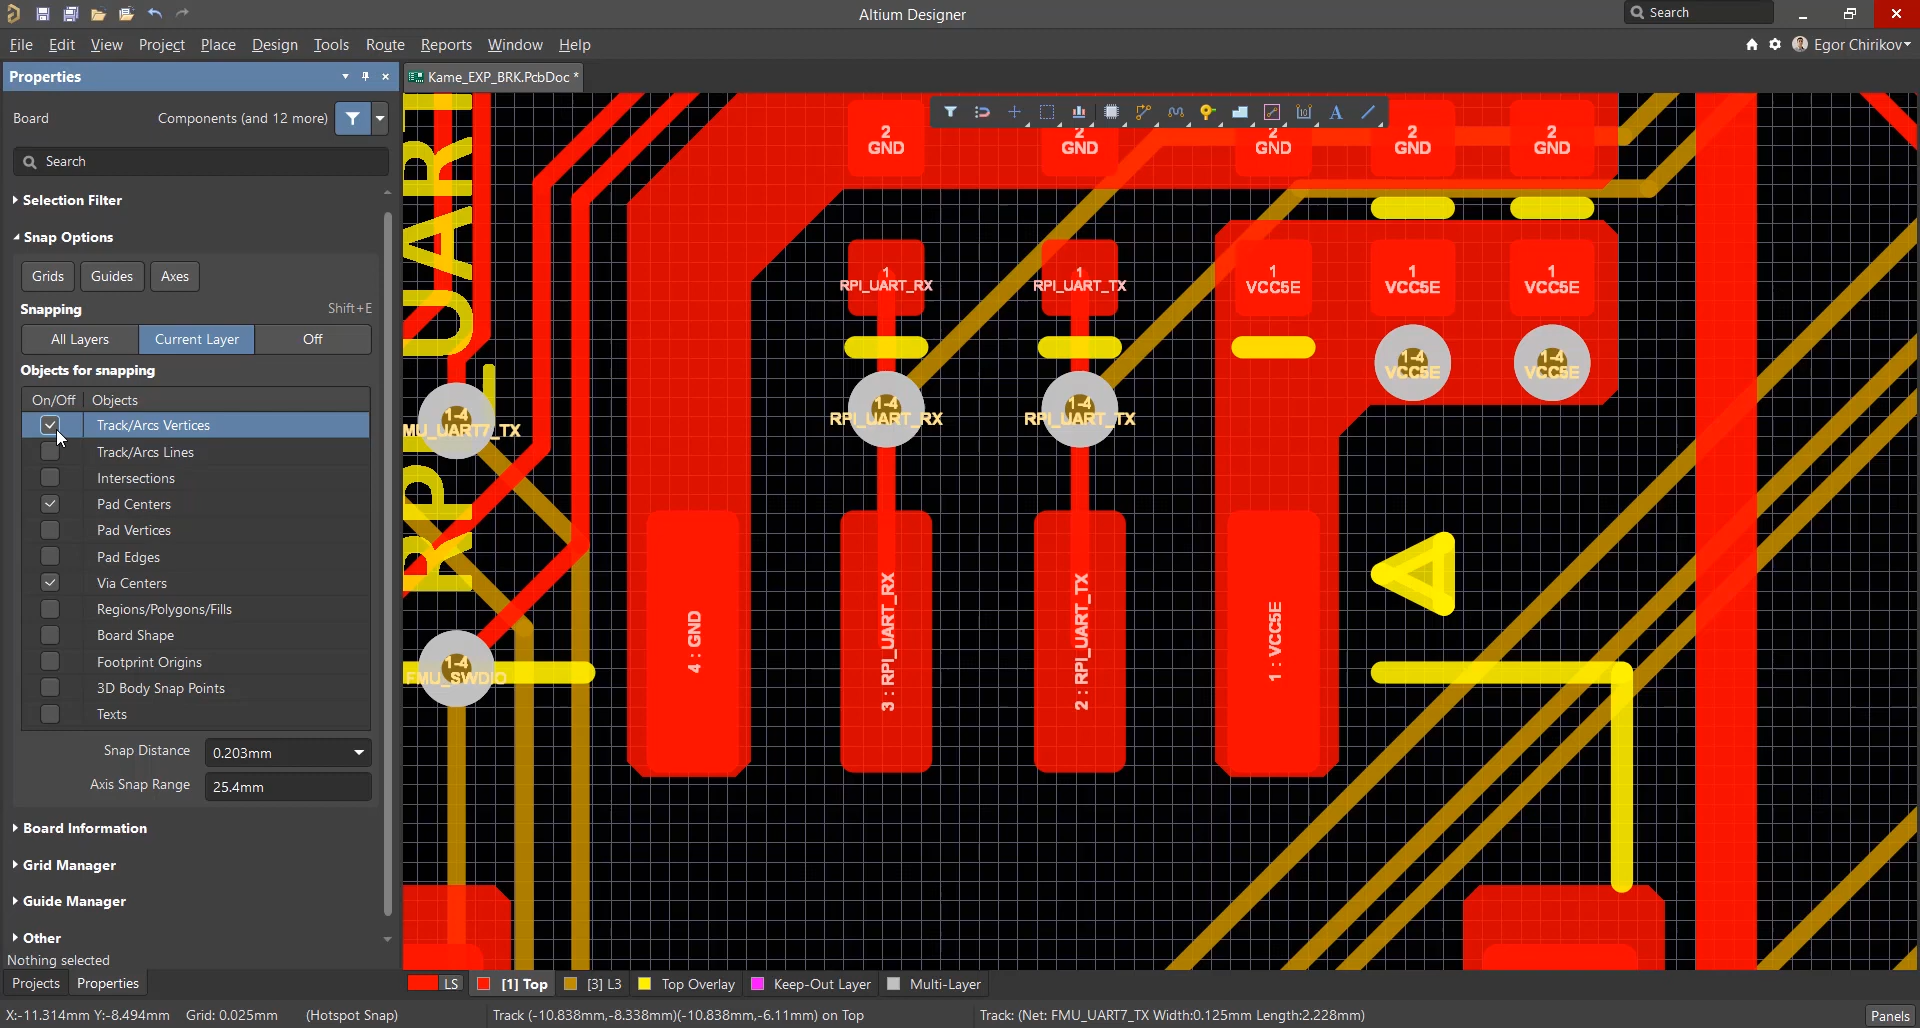 Altium Designer
Search
File Edit View Project Place Design Tools Route Reports Window Help
Egor Chirikov
Properties
Kame_EXP_BRK.PcbDoc *
Board
Components (and 12 more)
Search
Selection Filter
Snap Options
Grids Guides Axes
Snapping
Shift+E
All Layers Current Layer Off
Objects for snapping
On/Off Objects
Track/Arcs Vertices
Track/Arcs Lines
Intersections
Pad Centers
Pad Vertices
Pad Edges
Via Centers
Regions/Polygons/Fills
Board Shape
Footprint Origins
3D Body Snap Points
Texts
Snap Distance 0.203mm
Axis Snap Range 25.4mm
Board Information
Grid Manager
Guide Manager
Other
Nothing selected
Projects Properties
RPI_UART
2 2 2 2 2
GND GND GND GND GND
1 1 1 1 1
RPI_UART_RX RPI_UART_TX VCC5E VCC5E VCC5E
1-4 1-4
VCC5E VCC5E
1-4 1-4 1-4
MU_UART7_TX RPI_UART_RX RPI_UART_TX
1-4
FMU_SWDIO
4 : GND
3 : RPI_UART_RX
2 : RPI_UART_TX
1 : VCC5E
LS [1] Top [3] L3 Top Overlay Keep-Out Layer Multi-Layer
X:-11.314mm Y:-8.494mm Grid: 0.025mm (Hotspot Snap) Track (-10.838mm,-8.338mm)(-10.838mm,-6.11mm) on Top Track: (Net: FMU_UART7_TX Width:0.125mm Length:2.228mm) Panels